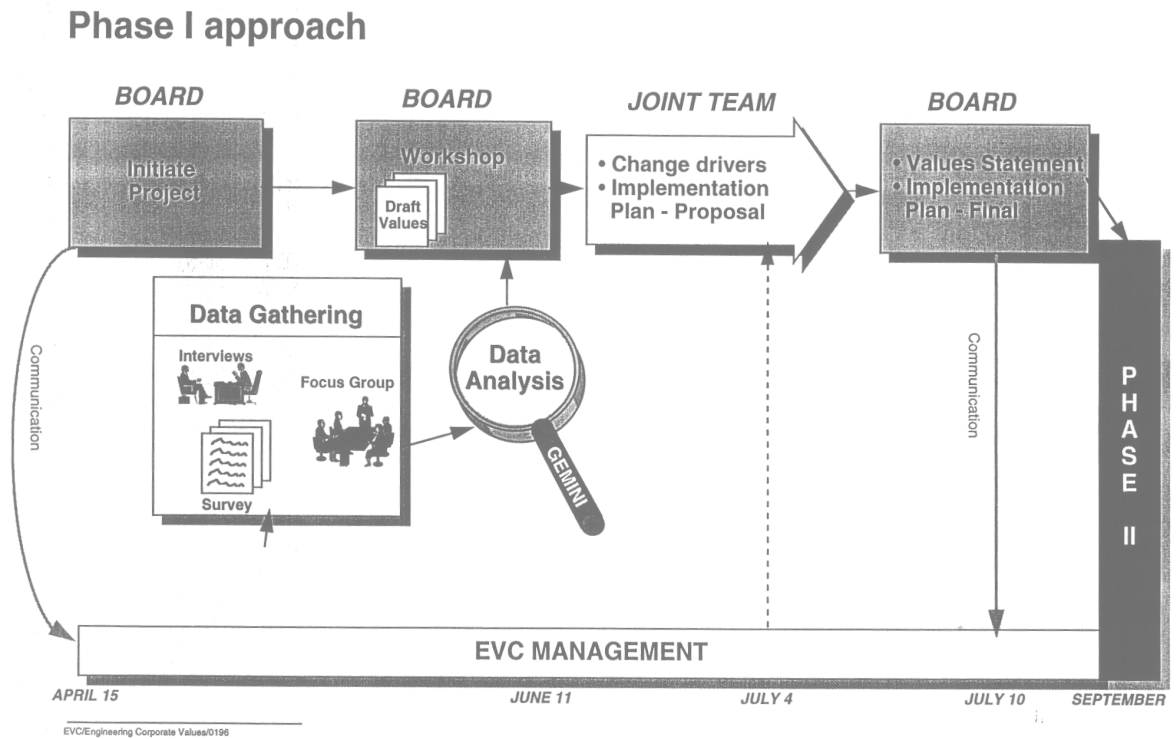 Phase I approach
BOARD
BOARD
JOINT TEAM
BOARD
Initiate
Project
Workshop
Draft
Values
• Change drivers
• Implementation
Plan - Proposal
• Values Statement
• Implementation
Plan - Final
Data Gathering
Interviews
Focus Group
Survey
Data
Analysis
GEMINI
Communication
Communication
PHASE II
EVC MANAGEMENT
APRIL 15
JUNE 11
JULY 4
JULY 10
SEPTEMBER
EVC/Engineering Corporate Values/0196